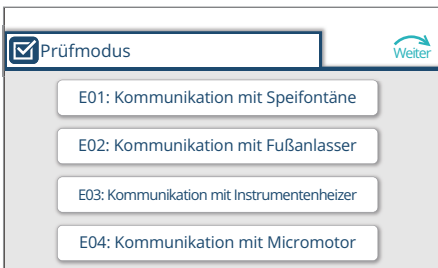 Prüfmodus
Weiter
E01: Kommunikation mit Speifontäne
E02: Kommunikation mit Fußanlasser
E03: Kommunikation mit Instrumentenheizer
E04: Kommunikation mit Micromotor